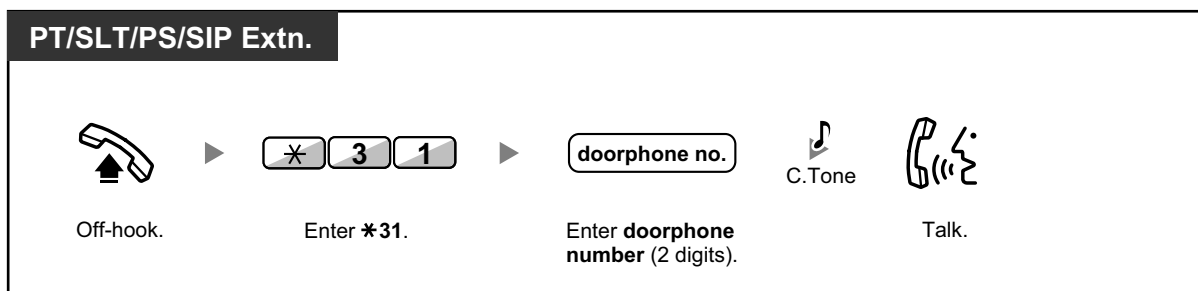 PT/SLT/PS/SIP Extn.
* 3 1
doorphone no.
C.Tone
Off-hook.
Enter *31.
Enter doorphone
number (2 digits).
Talk.